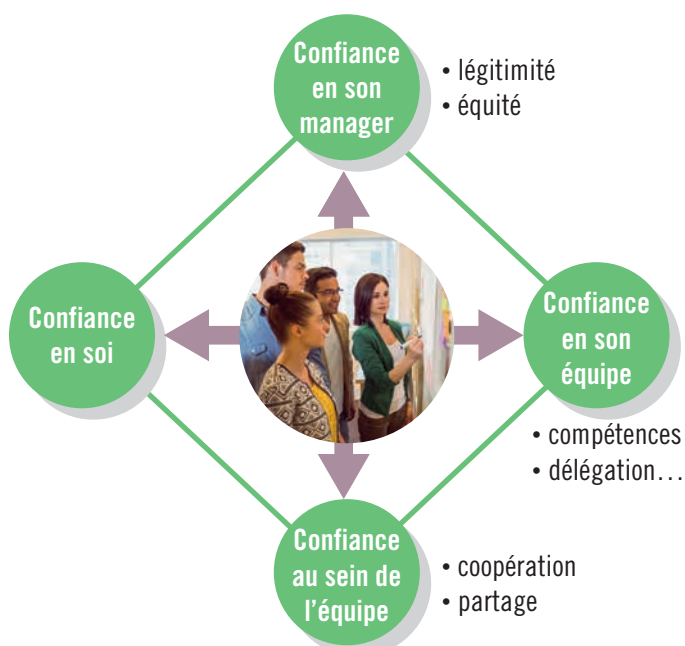 Confiance
en son
manager
• légitimité
• équité
Confiance
en soi
Confiance
en son
équipe
• compétences
• délégation…
Confiance
au sein de
l’équipe
• coopération
• partage